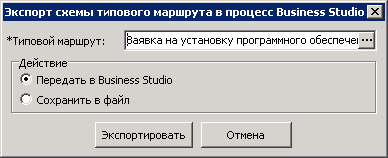 Экспорт схемы типового маршрута в процесс Business Studio
*Типовой маршрут: Заявка на установку программного обеспечен ...
Действие
Передать в Business Studio
Сохранить в файл
Экспортировать Отмена